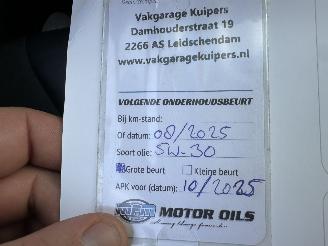 Vakgarage Kuipers
Damhouderstraat 19
2266 AS Leidschendam
www.vakgaragekuipers.nl
VOLGENDE ONDERHOUDSBEURT
Bij km-stand:
Of datum: 08/2025
Soort olie: 5W-30
Grote beurt Kleine beurt
APK voor (datum): 10/2025
MOTOR OILS